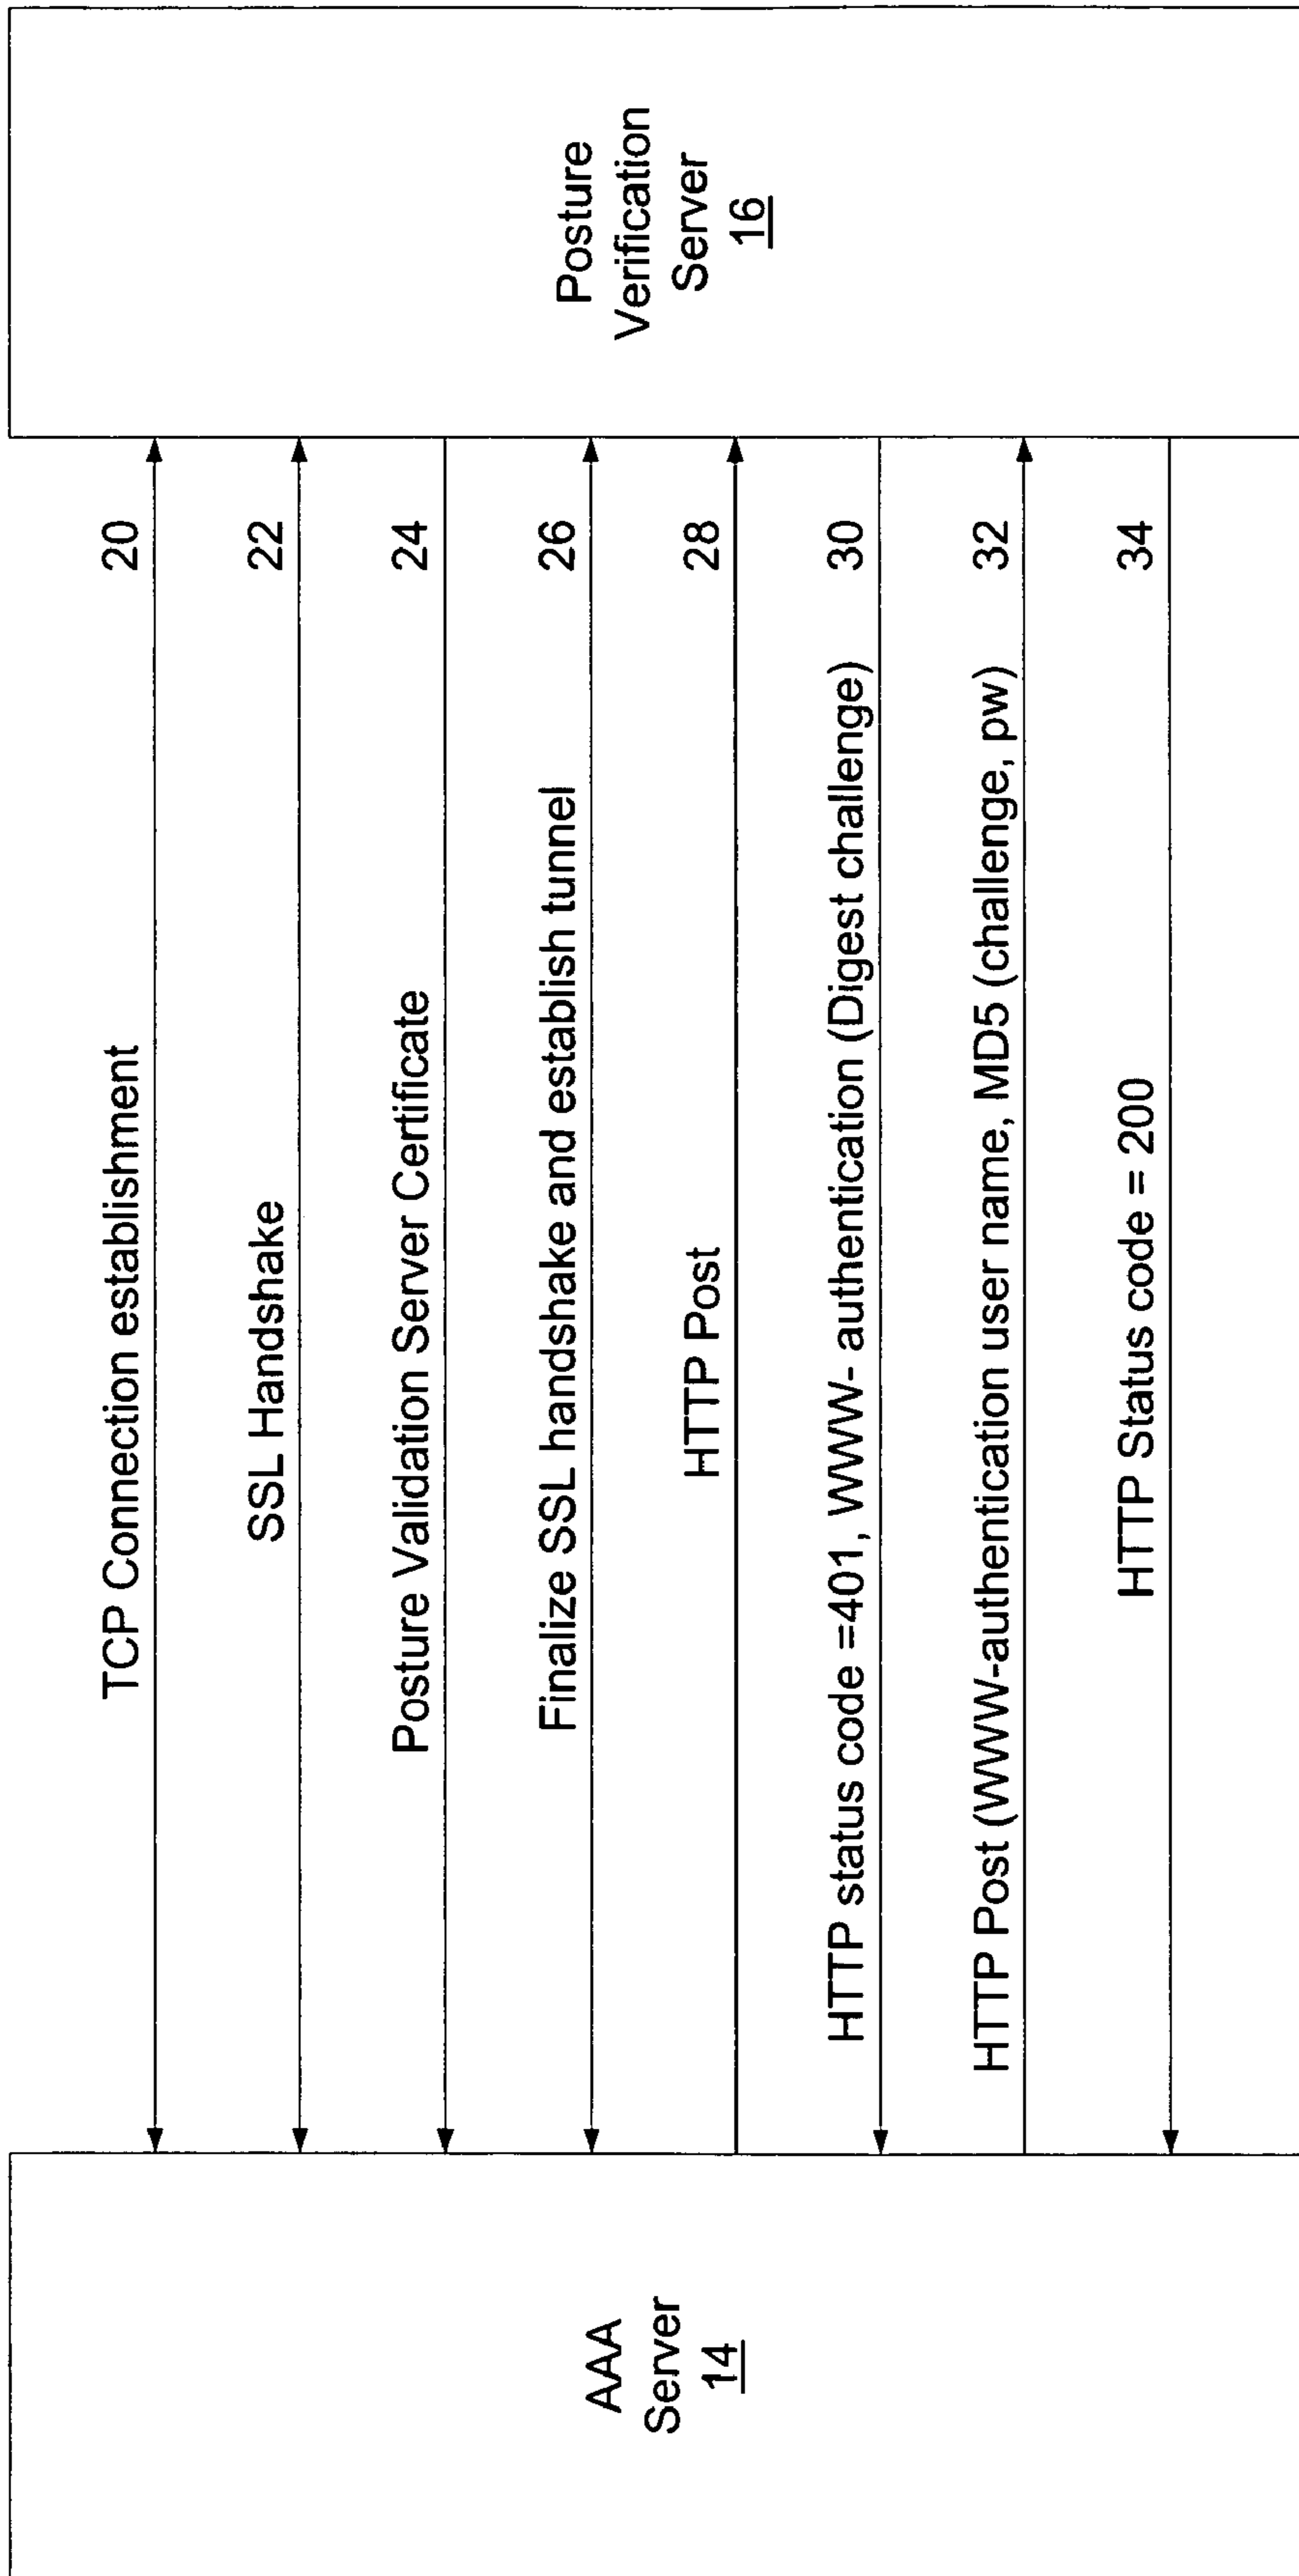 AAA
Server
14
TCP Connection establishment 20
SSL Handshake 22
Posture Validation Server Certificate 24
Finalize SSL handshake and establish tunnel 26
HTTP Post 28
HTTP status code =401, WWW- authentication (Digest challenge) 30
HTTP Post (WWW-authentication user name, MD5 (challenge, pw) 32
HTTP Status code = 200 34
Posture
Verification
Server
16